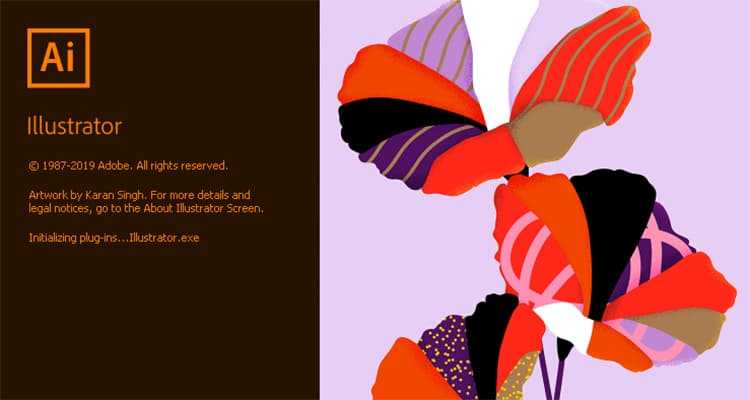 Ai
Illustrator
© 1987-2019 Adobe. All rights reserved.
Artwork by Karan Singh. For more details and
legal notices, go to the About Illustrator Screen.
Initializing plug-ins...Illustrator.exe